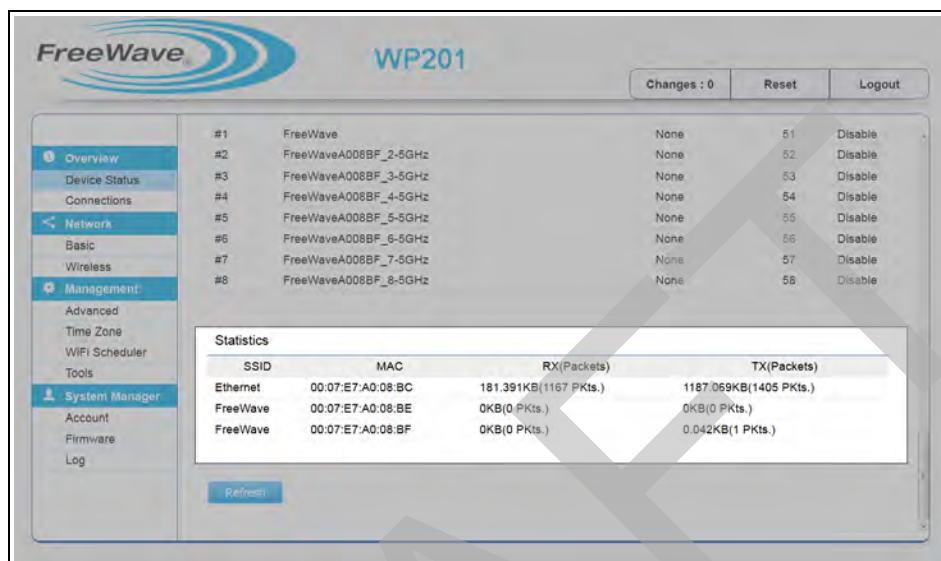 FreeWave
WP201
Changes : 0 Reset Logout
Overview
Device Status
Connections
Network
Basic
Wireless
Management
Advanced
Time Zone
WiFi Scheduler
Tools
System Manager
Account
Firmware
Log
#1 FreeWave None 51 Disable
#2 FreeWaveA008BF_2-5GHz None 52 Disable
#3 FreeWaveA008BF_3-5GHz None 53 Disable
#4 FreeWaveA008BF_4-5GHz None 54 Disable
#5 FreeWaveA008BF_5-5GHz None 55 Disable
#6 FreeWaveA008BF_6-5GHz None 56 Disable
#7 FreeWaveA008BF_7-5GHz None 57 Disable
#8 FreeWaveA008BF_8-5GHz None 58 Disable
Statistics
SSID MAC RX(Packets) TX(Packets)
Ethernet 00:07:E7:A0:08:BC 181.391KB(1167 PKts.) 1187.069KB(1405 PKts.)
FreeWave 00:07:E7:A0:08:BE 0KB(0 PKts.) 0KB(0 PKts.)
FreeWave 00:07:E7:A0:08:BF 0KB(0 PKts.) 0.042KB(1 PKts.)
Refresh